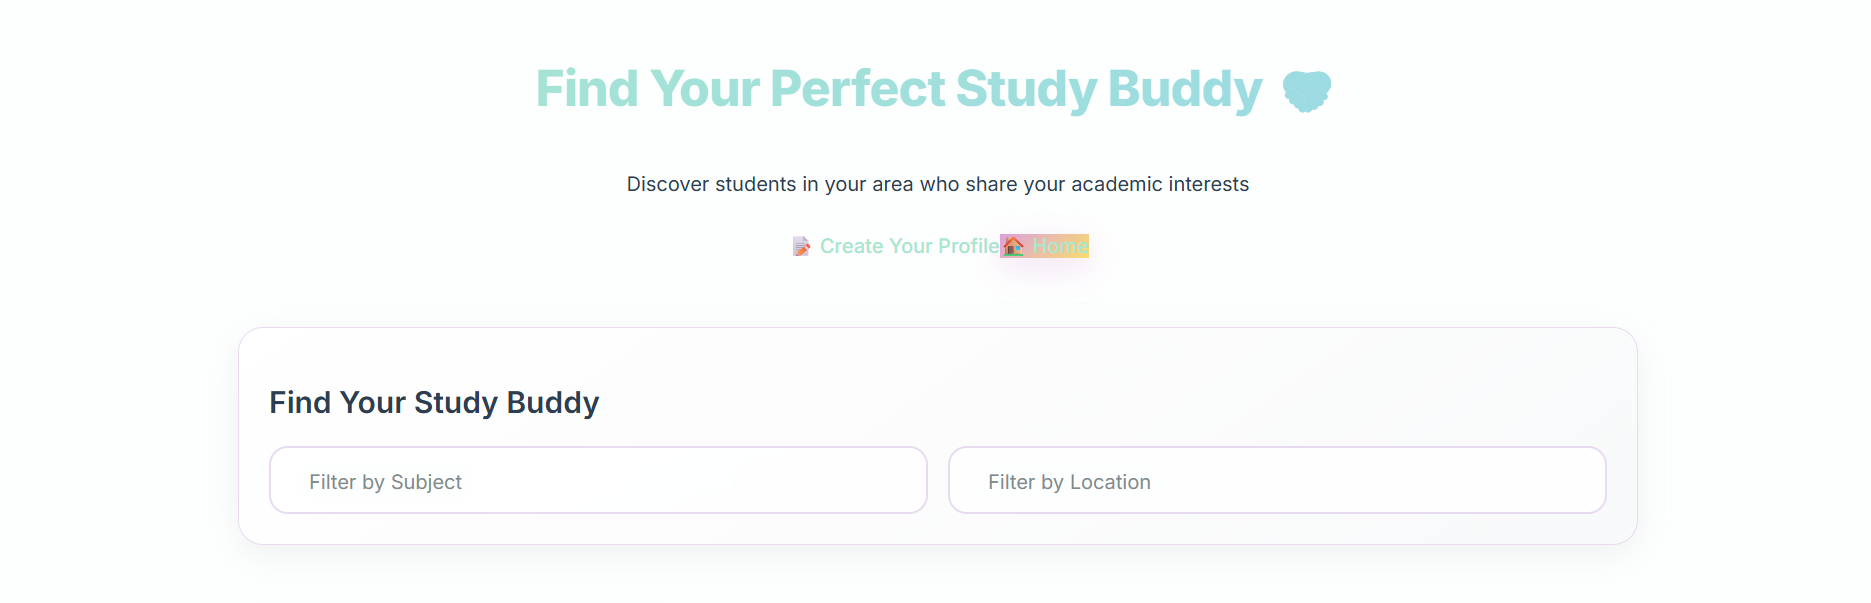 Find Your Perfect Study Buddy
Discover students in your area who share your academic interests
Create Your Profile Home
Find Your Study Buddy
Filter by Subject Filter by Location